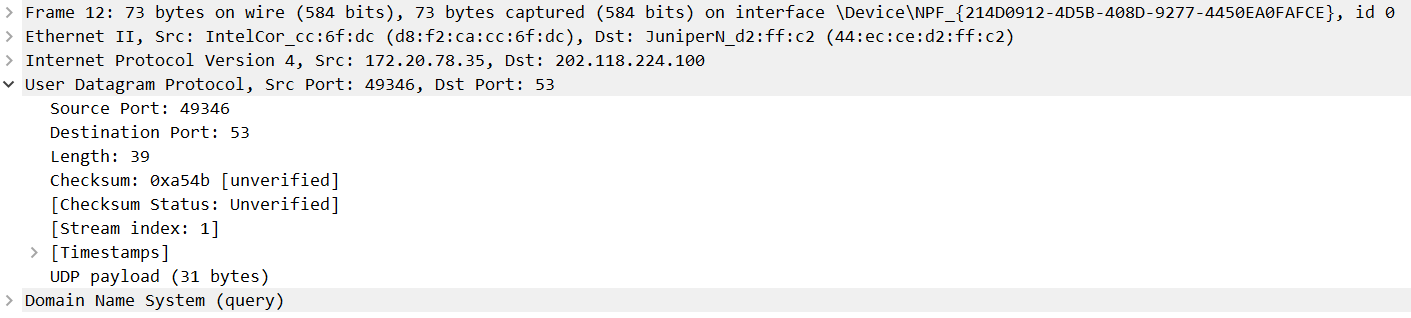 Frame 12: 73 bytes on wire (584 bits), 73 bytes captured (584 bits) on interface \Device\NPF_{214D0912-4D5B-408D-9277-4450EA0FAFCE}, id 0
Ethernet II, Src: IntelCor_cc:6f:dc (d8:f2:ca:cc:6f:dc), Dst: JuniperN_d2:ff:c2 (44:ec:ce:d2:ff:c2)
Internet Protocol Version 4, Src: 172.20.78.35, Dst: 202.118.224.100
User Datagram Protocol, Src Port: 49346, Dst Port: 53
Source Port: 49346
Destination Port: 53
Length: 39
Checksum: 0xa54b [unverified]
[Checksum Status: Unverified]
[Stream index: 1]
[Timestamps]
UDP payload (31 bytes)
Domain Name System (query)